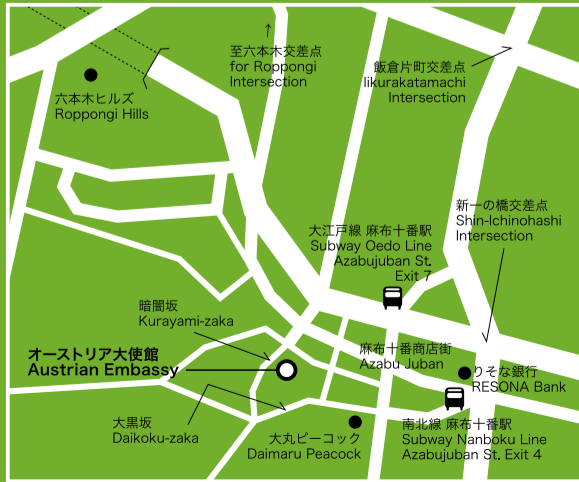 ↑
至六本木交差点
for Roppongi
Intersection
飯倉片町交差点
Iikurakatamachi
Intersection
六本木ヒルズ
Roppongi Hills
新一の橋交差点
Shin-Ichinohashi
Intersection
大江戸線 麻布十番駅
Subway Oedo Line
Azabujuban St.
Exit 7
暗闇坂
Kurayami-zaka
オーストリア大使館
Austrian Embassy
麻布十番商店街
Azabu Juban
りそな銀行
RESONA Bank
大黒坂
Daikoku-zaka
大丸ピーコック
Daimaru Peacock
南北線 麻布十番駅
Subway Nanboku Line
Azabujuban St. Exit 4